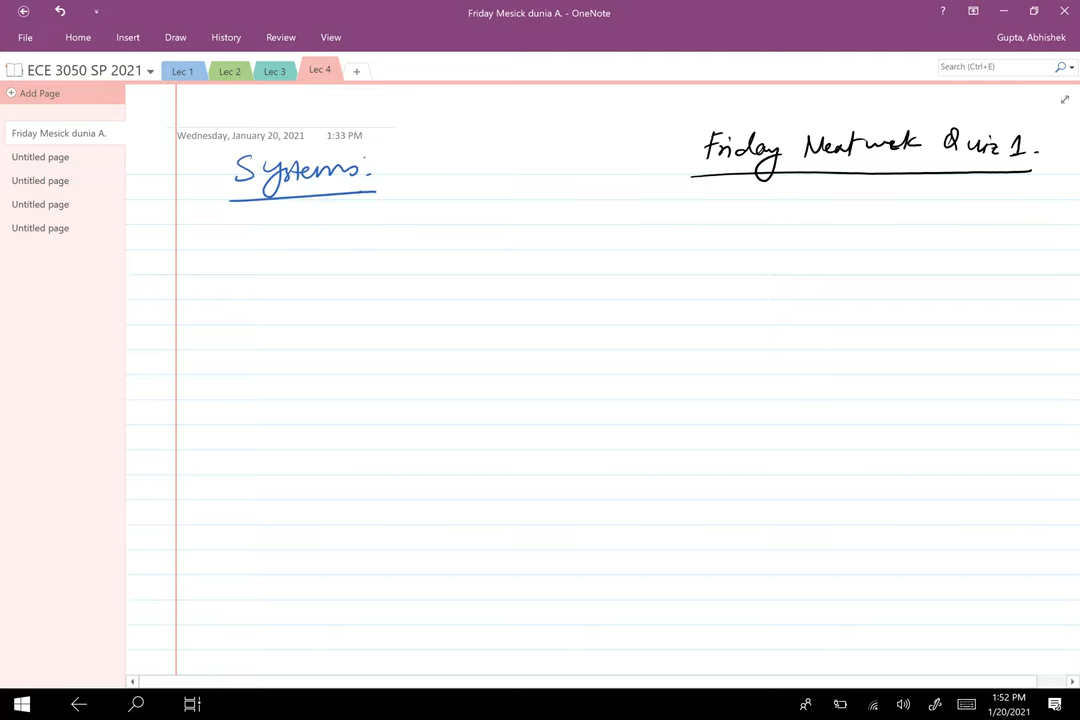 Friday Mesick dunia A. - OneNote
?
File Home Insert Draw History Review View
Gupta, Abhishek
ECE 3050 SP 2021
Lec 1 Lec 2 Lec 3 Lec 4 +
Search (Ctrl+E)
Add Page
Friday Mesick dunia A.
Untitled page
Untitled page
Untitled page
Untitled page
Wednesday, January 20, 2021 1:33 PM
Systems:
Friday Next week Quiz 1.
1:52 PM
1/20/2021